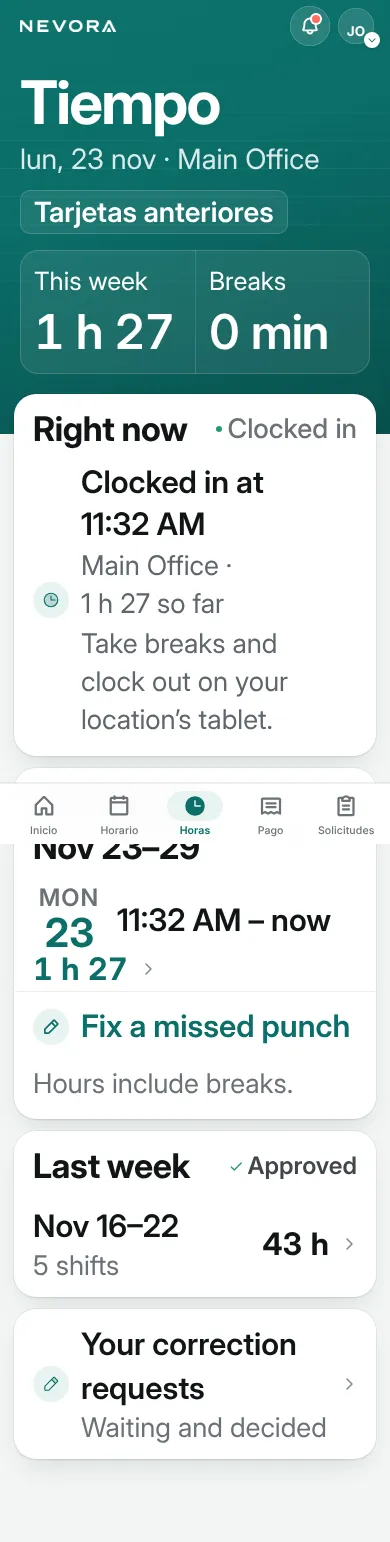 NEVORA
JO
Tiempo
lun, 23 nov · Main Office
Tarjetas anteriores
This week
1 h 27
Breaks
0 min
Right now
Clocked in
Clocked in at
11:32 AM
Main Office ·
1 h 27 so far
Take breaks and
clock out on your
location’s tablet.
Inicio
Horario
Horas
Pago
Solicitudes
Nov 23–29
MON
23
11:32 AM – now
1 h 27
Fix a missed punch
Hours include breaks.
Last week
Approved
Nov 16–22
5 shifts
43 h
Your correction
requests
Waiting and decided